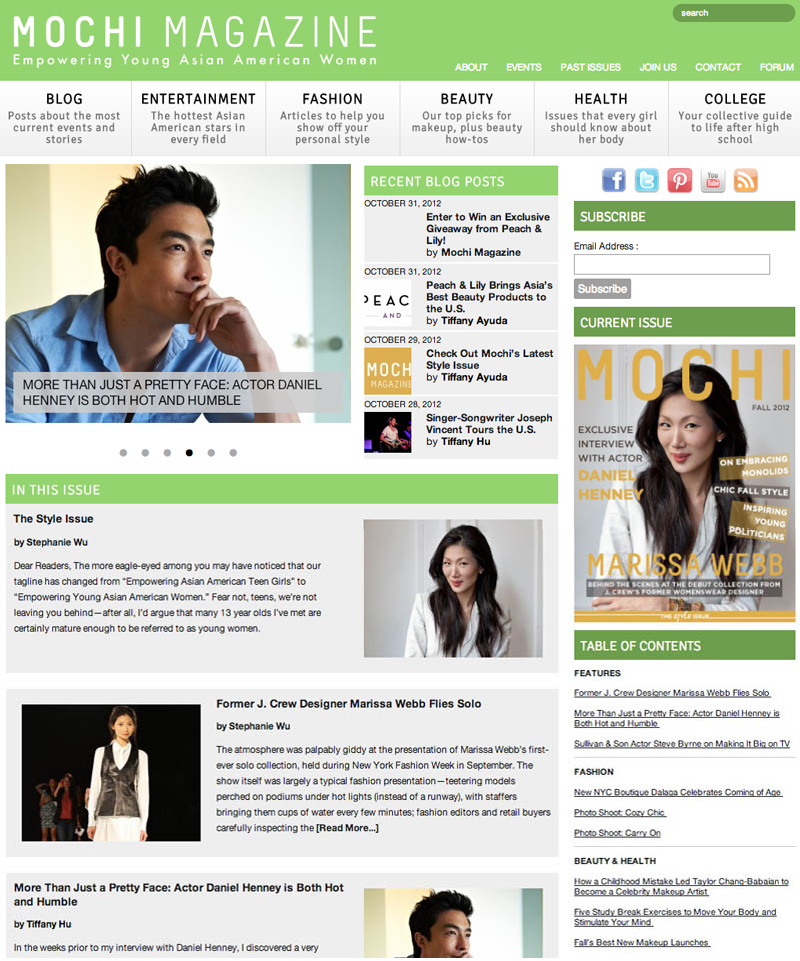 MOCHI MAGAZINE
Empowering Young Asian American Women
search
ABOUT
EVENTS
PAST ISSUES
JOIN US
CONTACT
FORUM
BLOG
Posts about the most
current events and
stories
ENTERTAINMENT
The hottest Asian
American stars in
every field
FASHION
Articles to help you
show off your
personal style
BEAUTY
Our top picks for
makeup, plus beauty
how-tos
HEALTH
Issues that every girl
should know about
her body
COLLEGE
Your collective guide
to life after high
school
MORE THAN JUST A PRETTY FACE: ACTOR DANIEL
HENNEY IS BOTH HOT AND HUMBLE
RECENT BLOG POSTS
OCTOBER 31, 2012
Enter to Win an Exclusive
Giveaway from Peach &
Lily!
by Mochi Magazine
OCTOBER 31, 2012
PEAC
AND
Peach & Lily Brings Asia's
Best Beauty Products to
the U.S.
by Tiffany Ayuda
OCTOBER 29, 2012
MOCH
MAGAZINE
Check Out Mochi's Latest
Style Issue
by Tiffany Ayuda
OCTOBER 28, 2012
Singer-Songwriter Joseph
Vincent Tours the U.S.
by Tiffany Hu
You
Tube
SUBSCRIBE
Email Address :
Subscribe
CURRENT ISSUE
MOCHI
FALL 2012
EXCLUSIVE
INTERVIEW
WITH ACTOR
DANIEL
HENNEY
ON EMBRACING
MONOLIDS
CHIC FALL STYLE
INSPIRING
YOUNG
POLITICIANS
MARISSA WEBB
BEHIND THE SCENES AT THE DEBUT COLLECTION FROM
J. CREW'S FORMER WOMENSWEAR DESIGNER
THE STYLE ISSUE
IN THIS ISSUE
The Style Issue
by Stephanie Wu
Dear Readers, The more eagle-eyed among you may have noticed that our
tagline has changed from “Empowering Asian American Teen Girls” to
“Empowering Young Asian American Women.” Fear not, teens, we're not
leaving you behind—after all, I'd argue that many 13 year olds I've met are
certainly mature enough to be referred to as young women.
Former J. Crew Designer Marissa Webb Flies Solo
by Stephanie Wu
The atmosphere was palpably giddy at the presentation of Marissa Webb's first-
ever solo collection, held during New York Fashion Week in September. The
show itself was largely a typical fashion presentation—teetering models
perched on podiums under hot lights (instead of a runway), with staffers
bringing them cups of water every few minutes; fashion editors and retail buyers
carefully inspecting the [Read More...]
More Than Just a Pretty Face: Actor Daniel Henney is Both Hot
and Humble
by Tiffany Hu
In the weeks prior to my interview with Daniel Henney, I discovered a very
TABLE OF CONTENTS
FEATURES
Former J. Crew Designer Marissa Webb Flies Solo
More Than Just a Pretty Face: Actor Daniel Henney is
Both Hot and Humble
Sullivan & Son Actor Steve Byrne on Making It Big on TV
FASHION
New NYC Boutique Dalaga Celebrates Coming of Age
Photo Shoot: Cozy Chic
Photo Shoot: Carry On
BEAUTY & HEALTH
How a Childhood Mistake Led Taylor Chang-Babaian to
Become a Celebrity Makeup Artist
Five Study Break Exercises to Move Your Body and
Stimulate Your Mind
Fall's Best New Makeup Launches